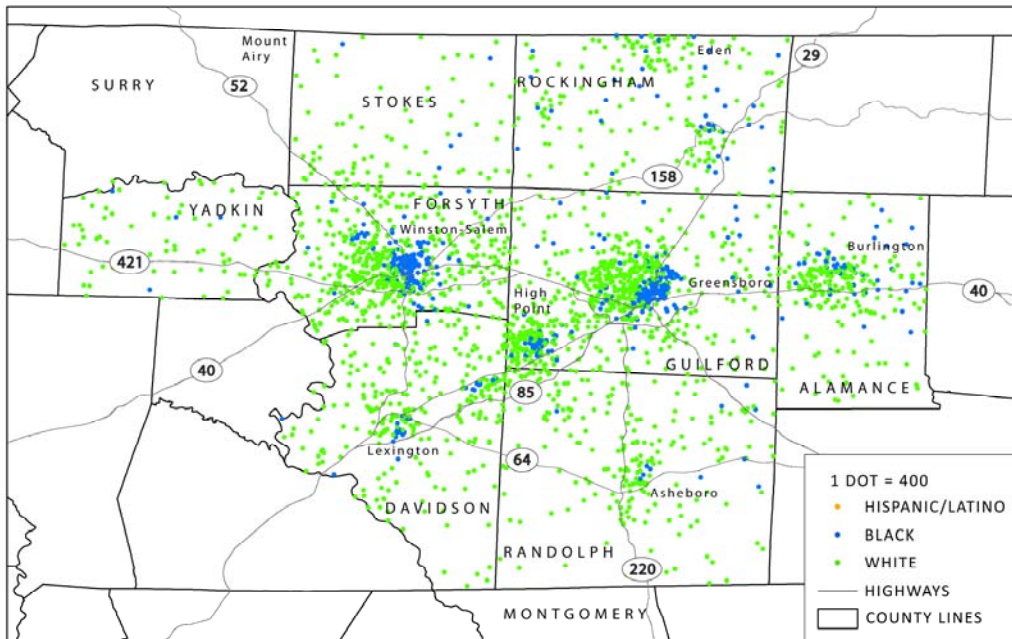 Mount
Airy
Eden
29
SURRY
52
ROCKINGHAM
STOKES
158
YADKIN
FORSYTH
Winston-Salem
Burlington
421
Greensboro
High
Point
40
40
GUILFORD
ALAMANCE
85
Lexington
64
Asheboro
DAVIDSON
RANDOLPH
220
MONTGOMERY
1 DOT = 400
HISPANIC/LATINO
BLACK
WHITE
HIGHWAYS
COUNTY LINES